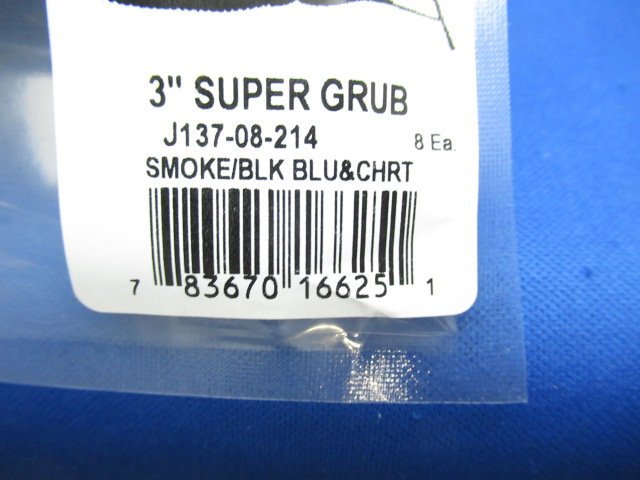 3" SUPER GRUB
J137-08-214 8 Ea.
SMOKE/BLK BLU&CHRT
7 83670 16625 1